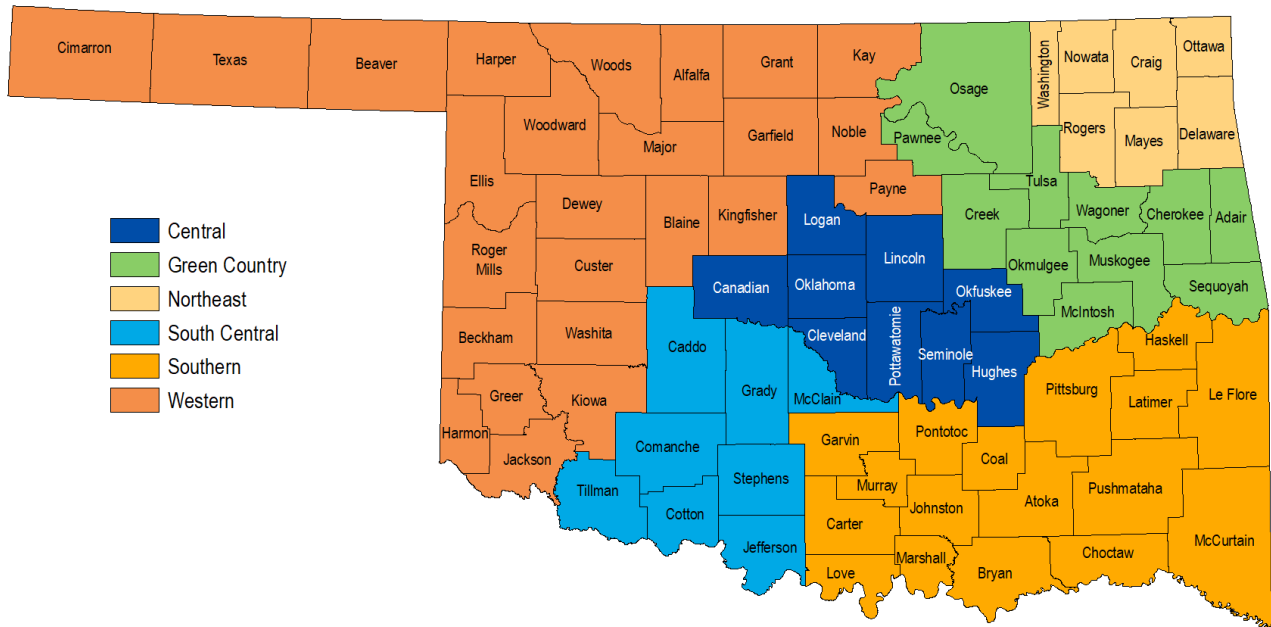 Cimarron
Texas
Beaver
Harper
Woods
Alfalfa
Grant
Kay
Osage
Washington
Nowata
Craig
Ottawa
Woodward
Major
Garfield
Noble
Pawnee
Rogers
Mayes
Delaware
Ellis
Dewey
Blaine
Kingfisher
Logan
Payne
Creek
Tulsa
Wagoner
Cherokee
Adair
Roger
Mills
Custer
Canadian
Oklahoma
Lincoln
Okfuskee
Okmulgee
Muskogee
Sequoyah
McIntosh
Beckham
Washita
Caddo
Grady
McClain
Cleveland
Pottawatomie
Seminole
Hughes
Pittsburg
Haskell
Latimer
Le Flore
Harmon
Greer
Kiowa
Jackson
Comanche
Tillman
Cotton
Stephens
Jefferson
Garvin
Pontotoc
Coal
Murray
Johnston
Atoka
Pushmataha
Carter
Love
Marshall
Bryan
Choctaw
McCurtain
Central
Green Country
Northeast
South Central
Southern
Western